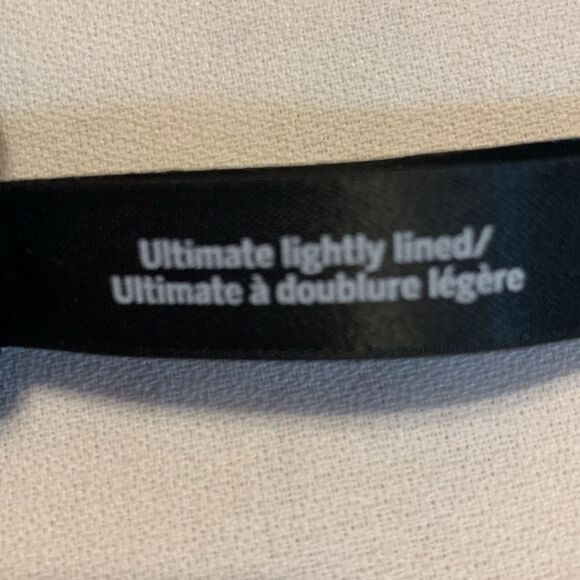 Ultimate lightly lined/
Ultimate à doublure légère